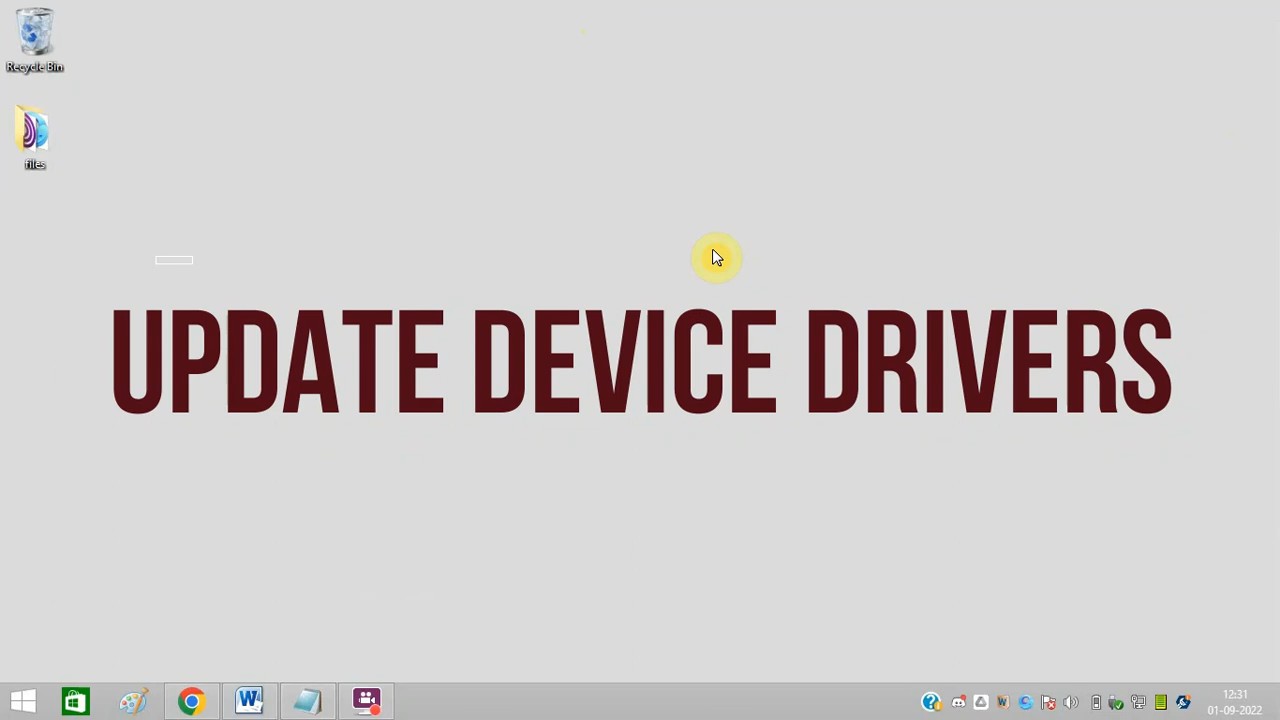 Recycle Bin
files
UPDATE DEVICE DRIVERS
12:31
01-09-2022